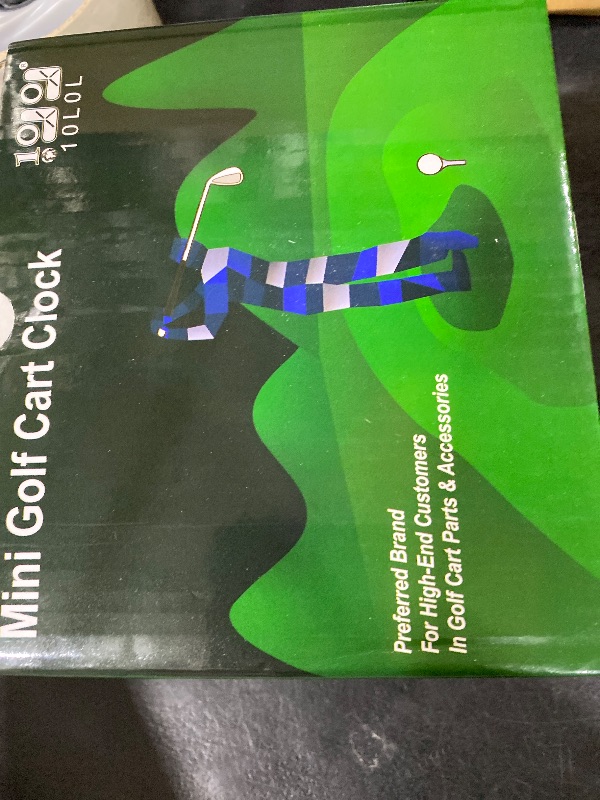 10L0L
Mini Golf Cart Clock
Preferred Brand
For High-End Customers
In Golf Cart Parts & Accessories